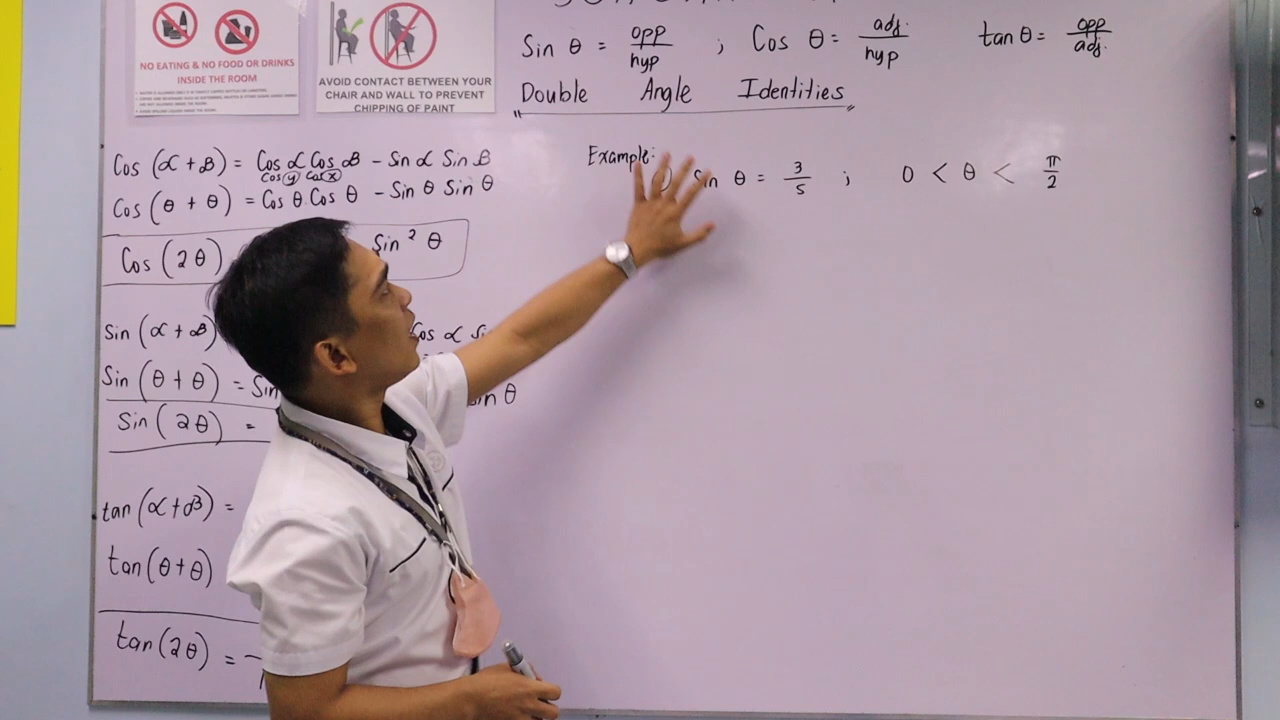 NO EATING & NO FOOD OR DRINKS
INSIDE THE ROOM
AVOID CONTACT BETWEEN YOUR
CHAIR AND WALL TO PREVENT
CHIPPING OF PAINT
Sin θ = opp/hyp ; Cos θ = adj./hyp tan θ = opp/adj.
Double Angle Identities
Cos (α + β) = Cos α Cos β - Sn α Sin β
Cos y Cos x
Cos (θ + θ) = Cos θ. Cos θ - Sin θ Sin θ
Cos (2θ) Sin² θ
Sin (α + β) Cos α
Sin (θ + θ) = Sin θ
Sin (2θ) =
tan (α + β) =
tan (θ + θ)
tan (2θ) =
Example:
Sin θ = 3/5 ; 0 < θ < π/2